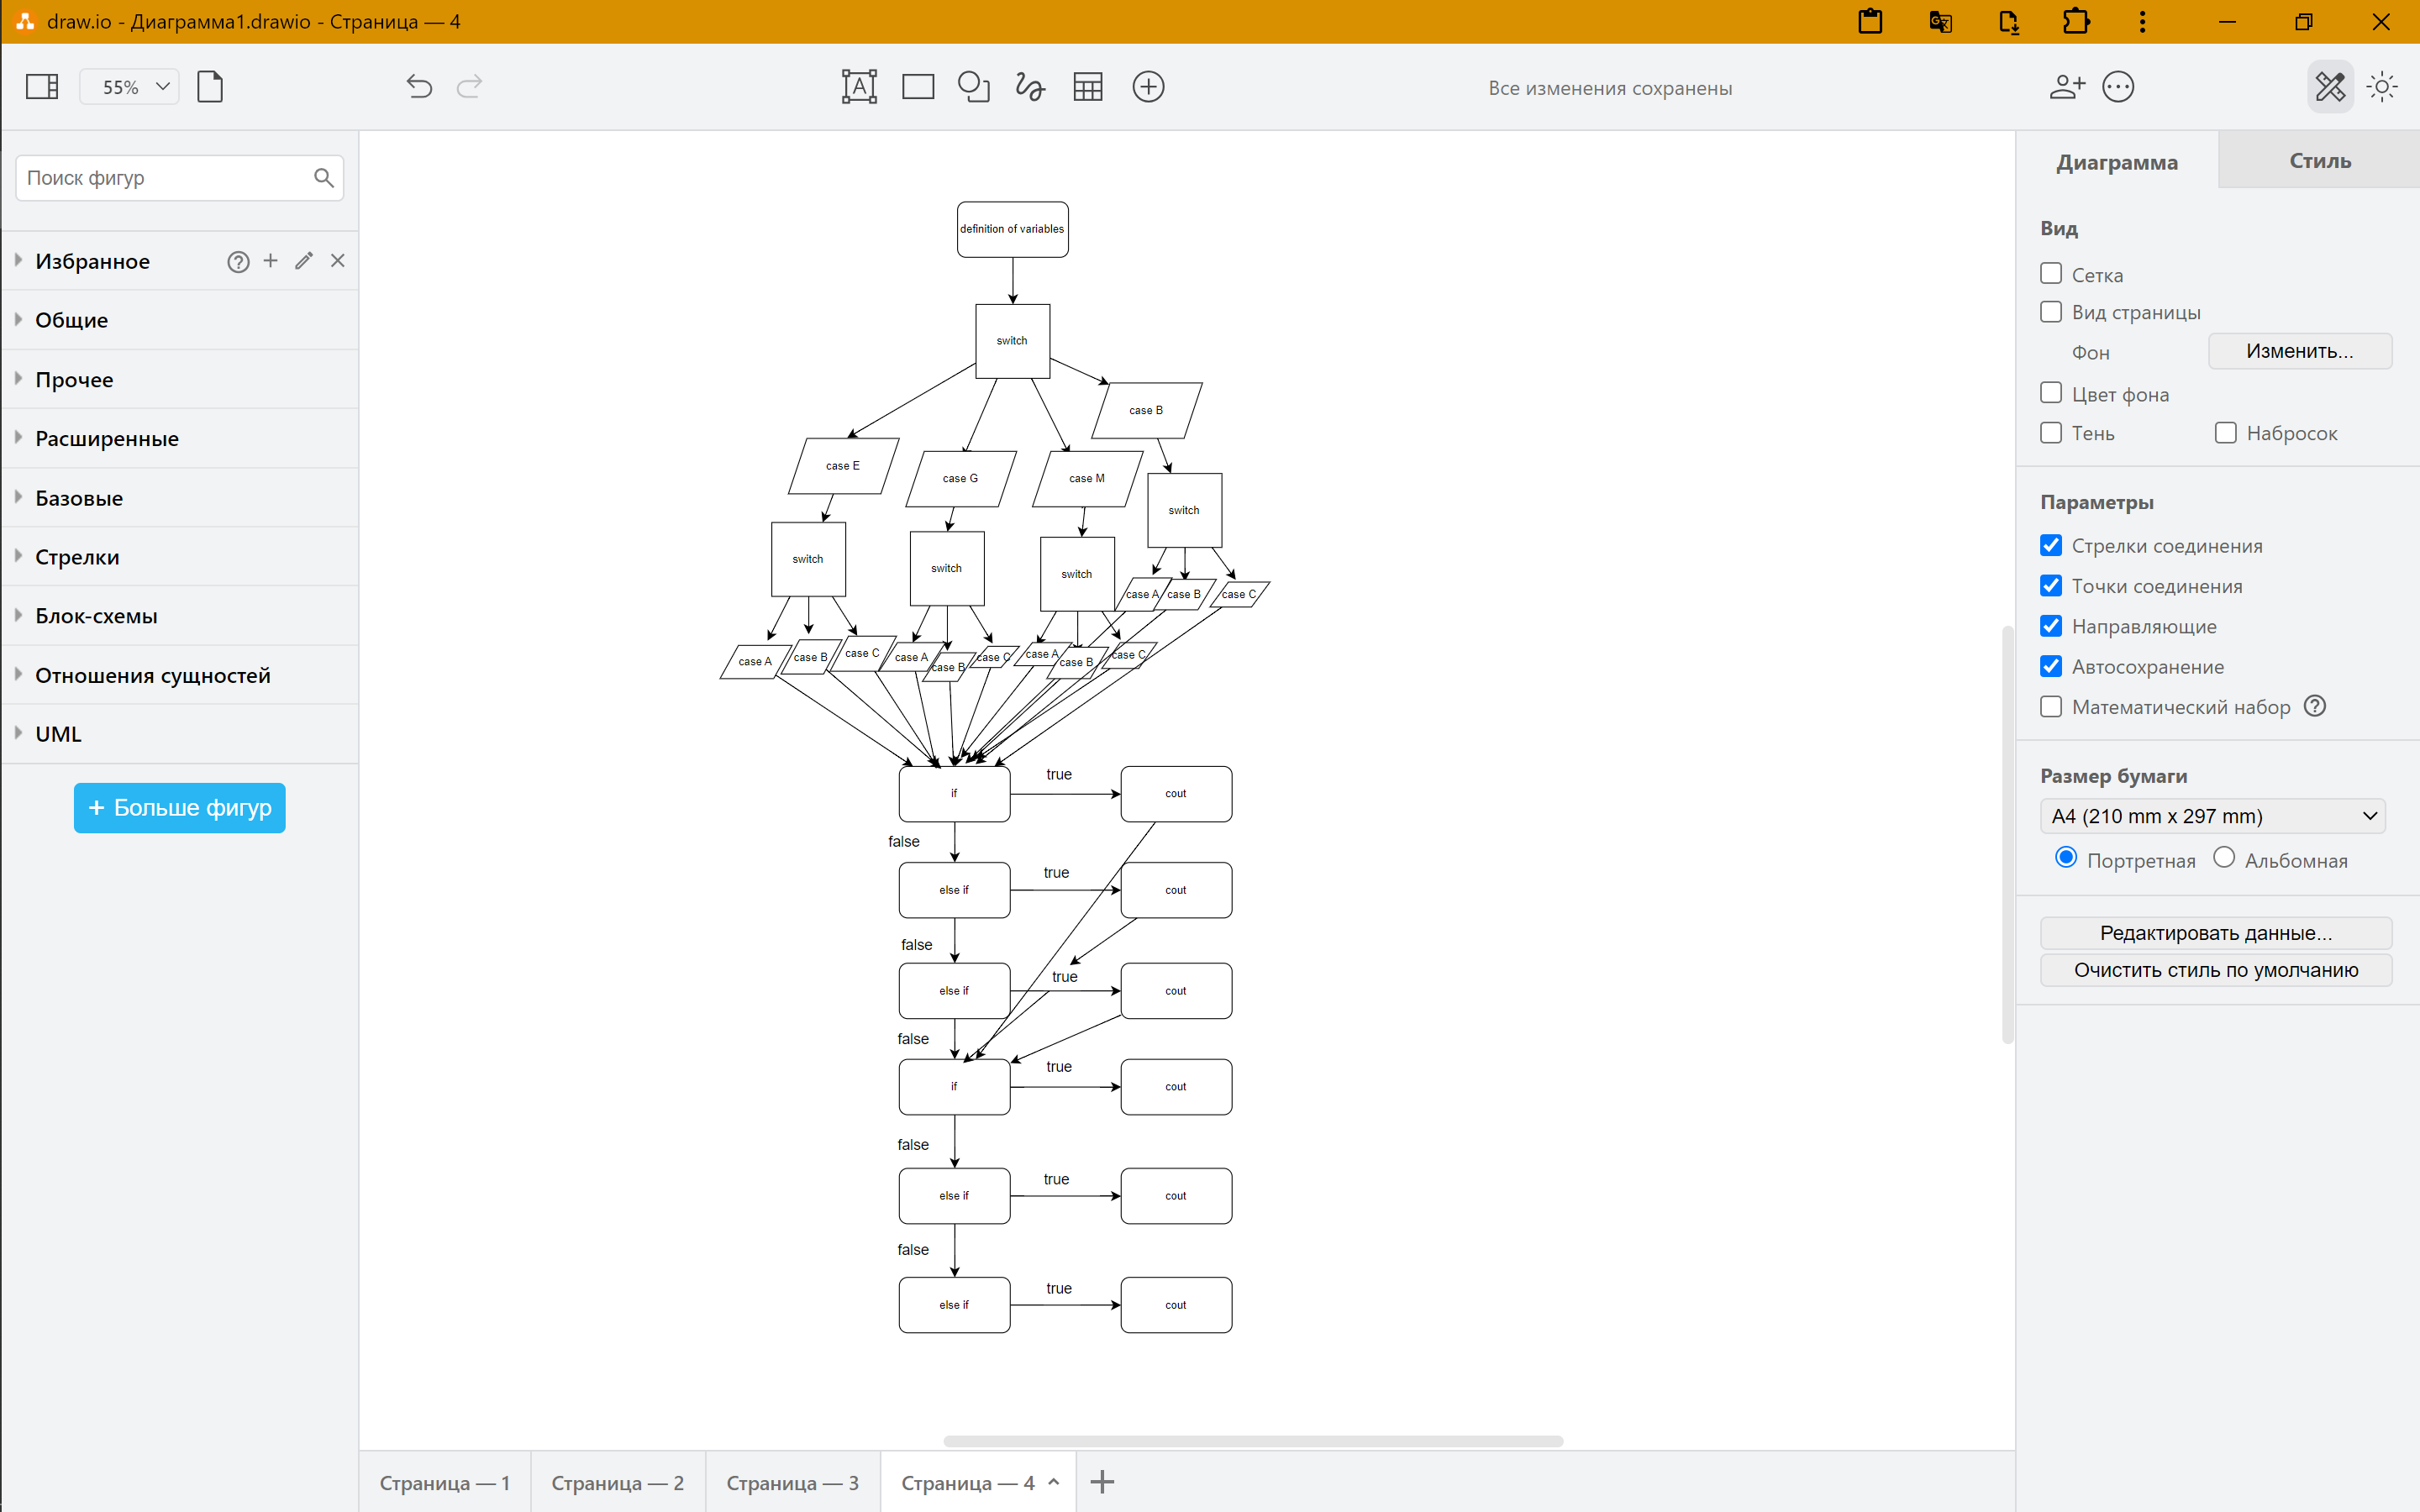 draw.io - Диаграмма1.drawio - Страница — 4
55%
Все изменения сохранены
Поиск фигур
Избранное
Общие
Прочее
Расширенные
Базовые
Стрелки
Блок-схемы
Отношения сущностей
UML
+ Больше фигур
definition of variables
switch
case B
case E
case G
case M
switch
switch
switch
switch
case A
case B
case C
case A
case B
case C
case A
case B
case C
case A
case B
case C
if
true
cout
false
else if
true
cout
false
else if
true
cout
false
if
true
cout
false
else if
true
cout
false
else if
true
cout
Страница — 1
Страница — 2
Страница — 3
Страница — 4
Диаграмма
Стиль
Вид
Сетка
Вид страницы
Фон
Изменить...
Цвет фона
Тень
Набросок
Параметры
Стрелки соединения
Точки соединения
Направляющие
Автосохранение
Математический набор
Размер бумаги
A4 (210 mm x 297 mm)
Портретная
Альбомная
Редактировать данные...
Очистить стиль по умолчанию